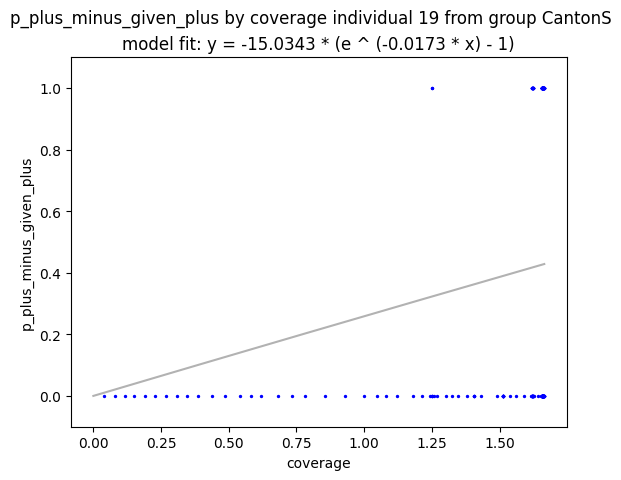 p_plus_minus_given_plus by coverage individual 19 from group CantonS
model fit: y = -15.0343 * (e ^ (-0.0173 * x) - 1)
1.0
0.8
0.6
0.4
0.2
0.0
p_plus_minus_given_plus
0.00 0.25 0.50 0.75 1.00 1.25 1.50
coverage